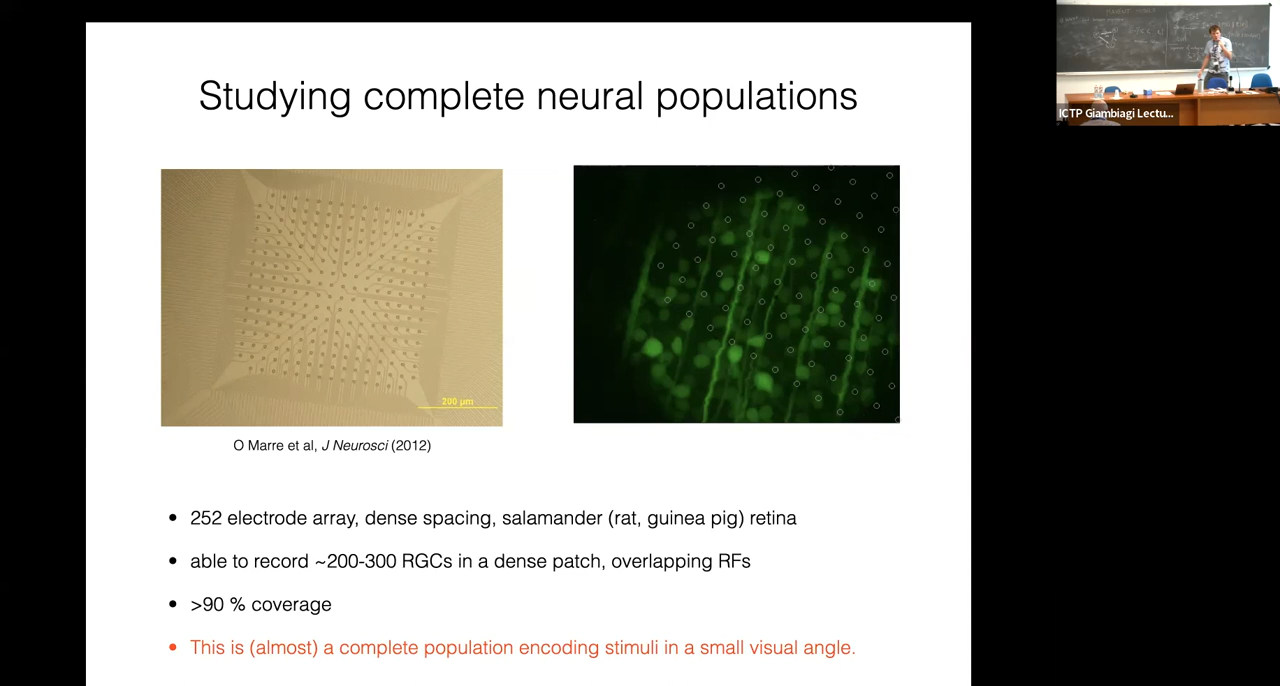 Studying complete neural populations
200 µm
O Marre et al, J Neurosci (2012)
• 252 electrode array, dense spacing, salamander (rat, guinea pig) retina
• able to record ~200-300 RGCs in a dense patch, overlapping RFs
• >90 % coverage
• This is (almost) a complete population encoding stimuli in a small visual angle.
ICTP Giambiagi Lectu...